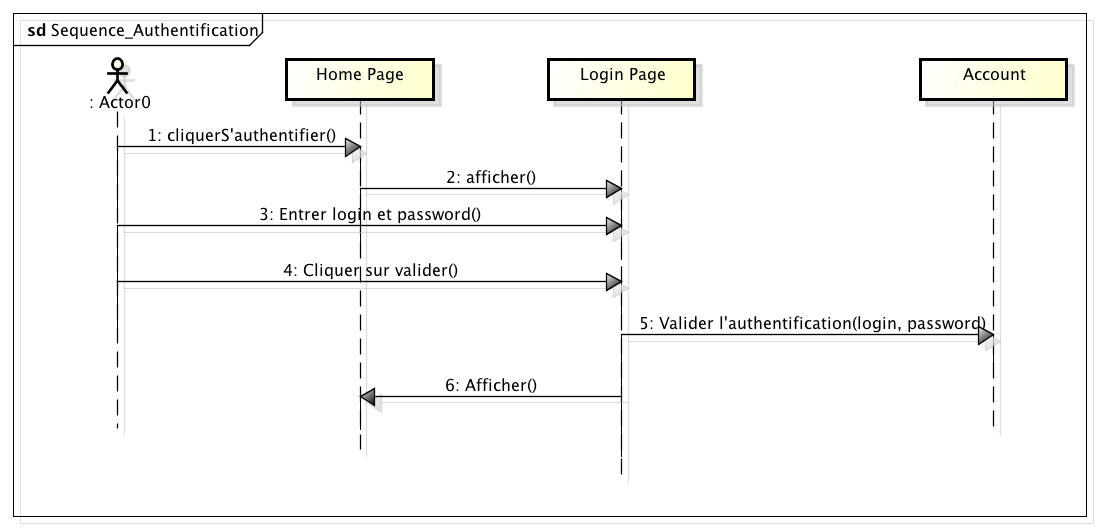 sd Sequence_Authentification
: Actor0
Home Page
Login Page
Account
1: cliquerS'authentifier()
2: afficher()
3: Entrer login et password()
4: Cliquer sur valider()
5: Valider l'authentification(login, password)
6: Afficher()